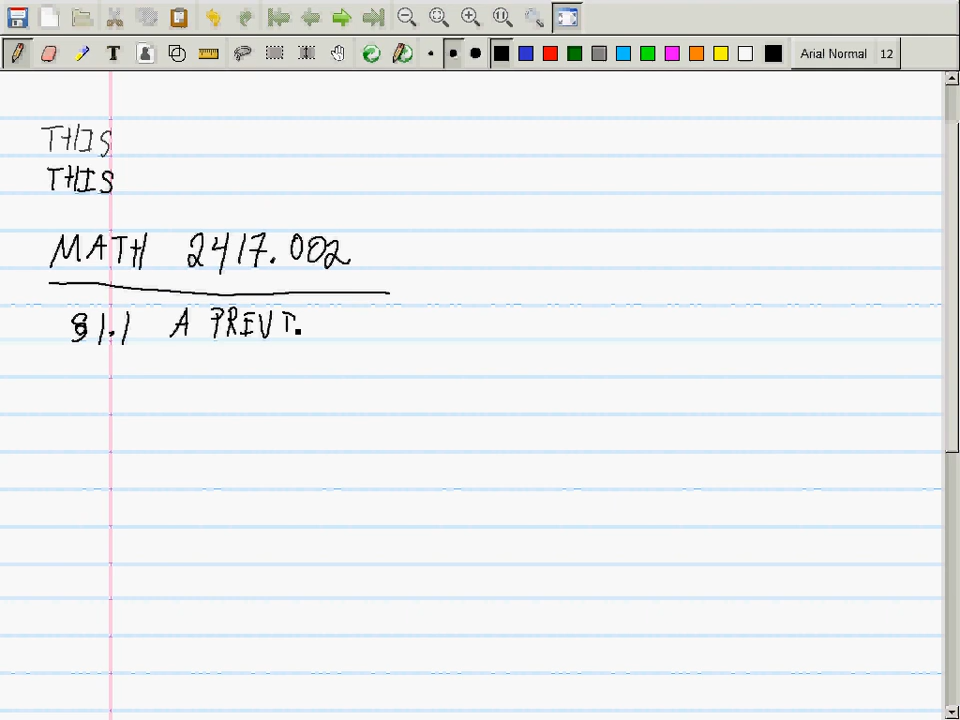 Arial Normal 12
THIS
THIS
MATH 2417.002
§1.1 A PREVT.